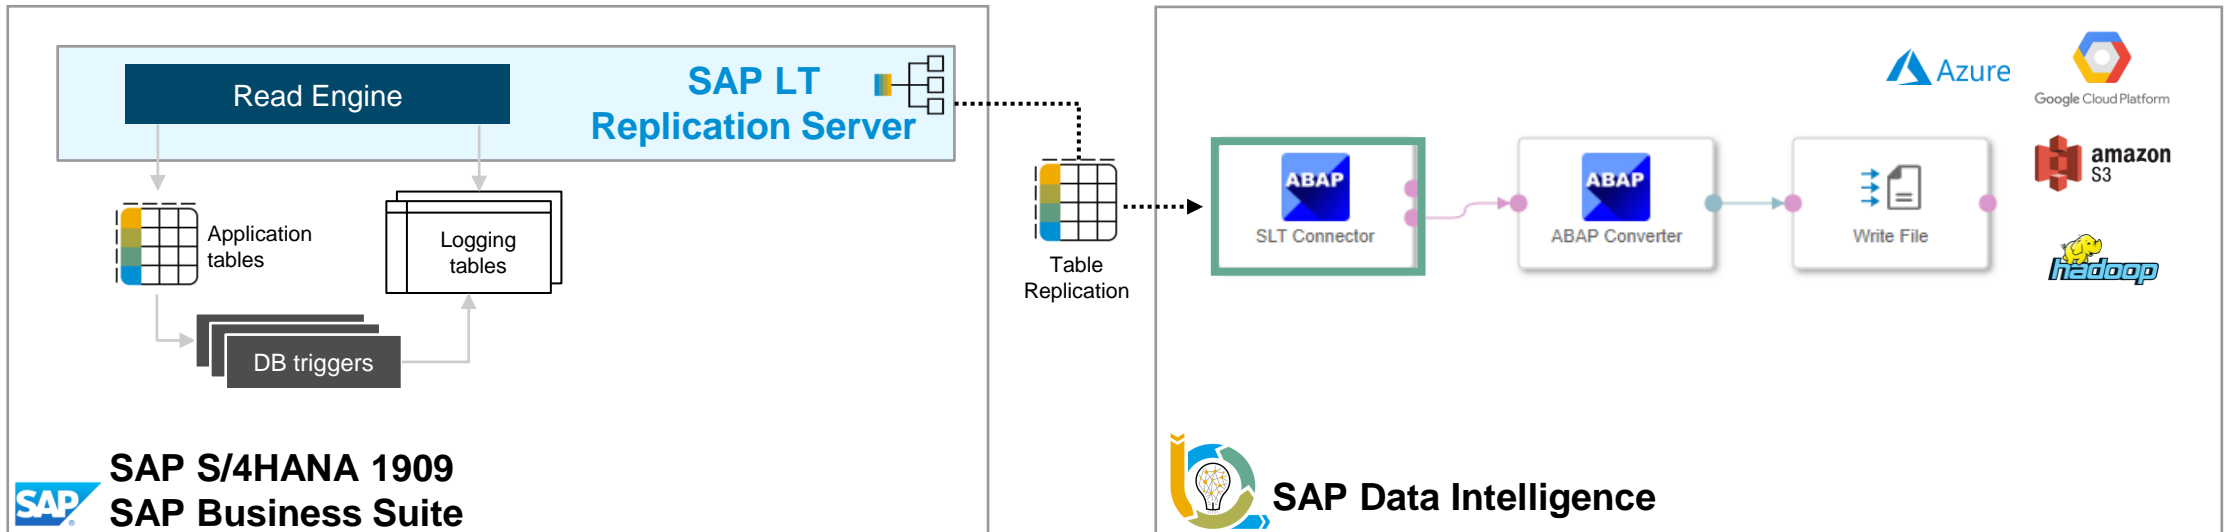 Read Engine
SAP LT
Replication Server
Application
tables
Logging
tables
DB triggers
SAP
SAP S/4HANA 1909
SAP Business Suite
Table
Replication
ABAP
SLT Connector
ABAP
ABAP Converter
Write File
Azure
Google Cloud Platform
amazon
S3
hadoop
SAP Data Intelligence